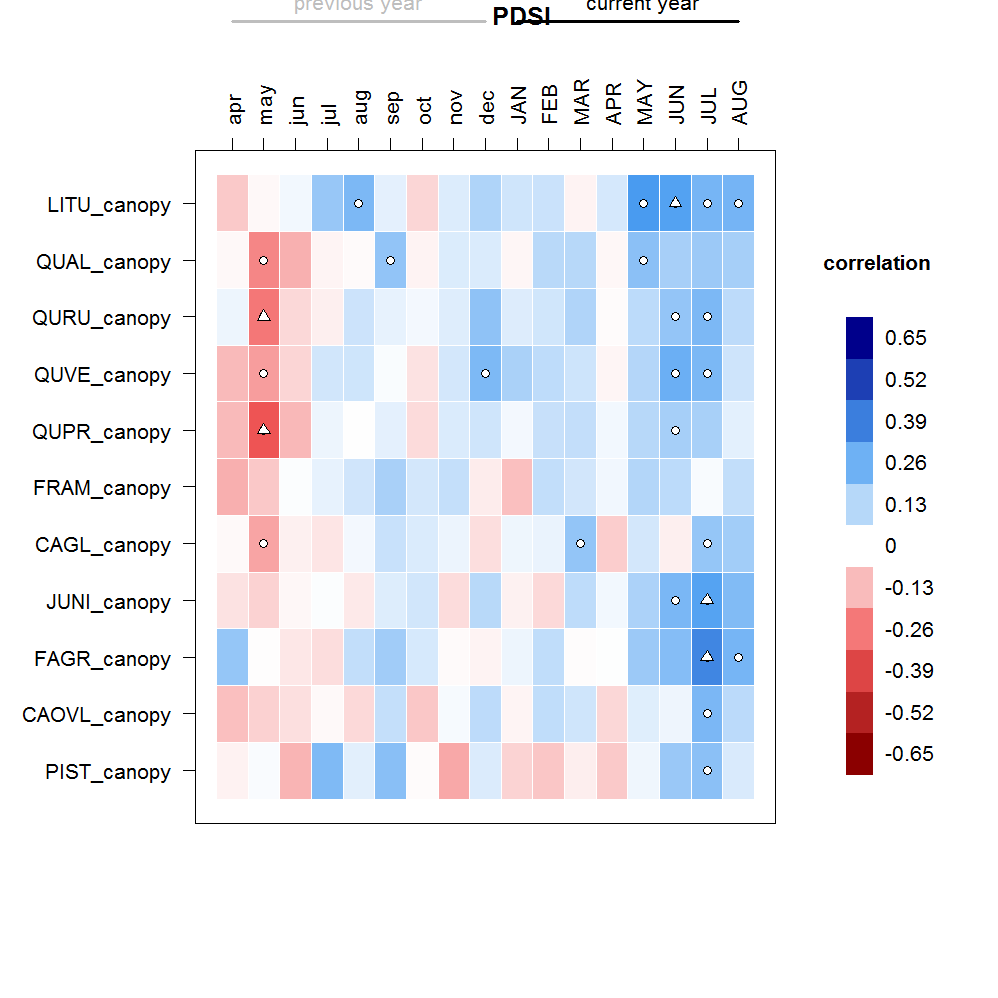 previous year
current year
PDSI
apr may jun jul aug sep oct nov dec JAN FEB MAR APR MAY JUN JUL AUG
LITU_canopy
QUAL_canopy
QURU_canopy
QUVE_canopy
QUPR_canopy
FRAM_canopy
CAGL_canopy
JUNI_canopy
FAGR_canopy
CAOVL_canopy
PIST_canopy
correlation
0.65
0.52
0.39
0.26
0.13
0
-0.13
-0.26
-0.39
-0.52
-0.65